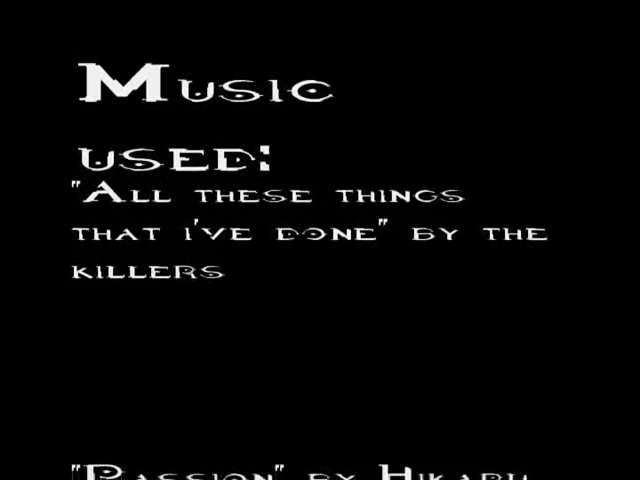 Music
used:
"All these things
that i've done" by the
killers
"Passion" by Hikaru